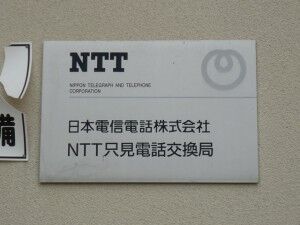 NTT
NIPPON TELEGRAPH AND TELEPHONE
CORPORATION
日本電信電話株式会社
NTT只見電話交換局
備